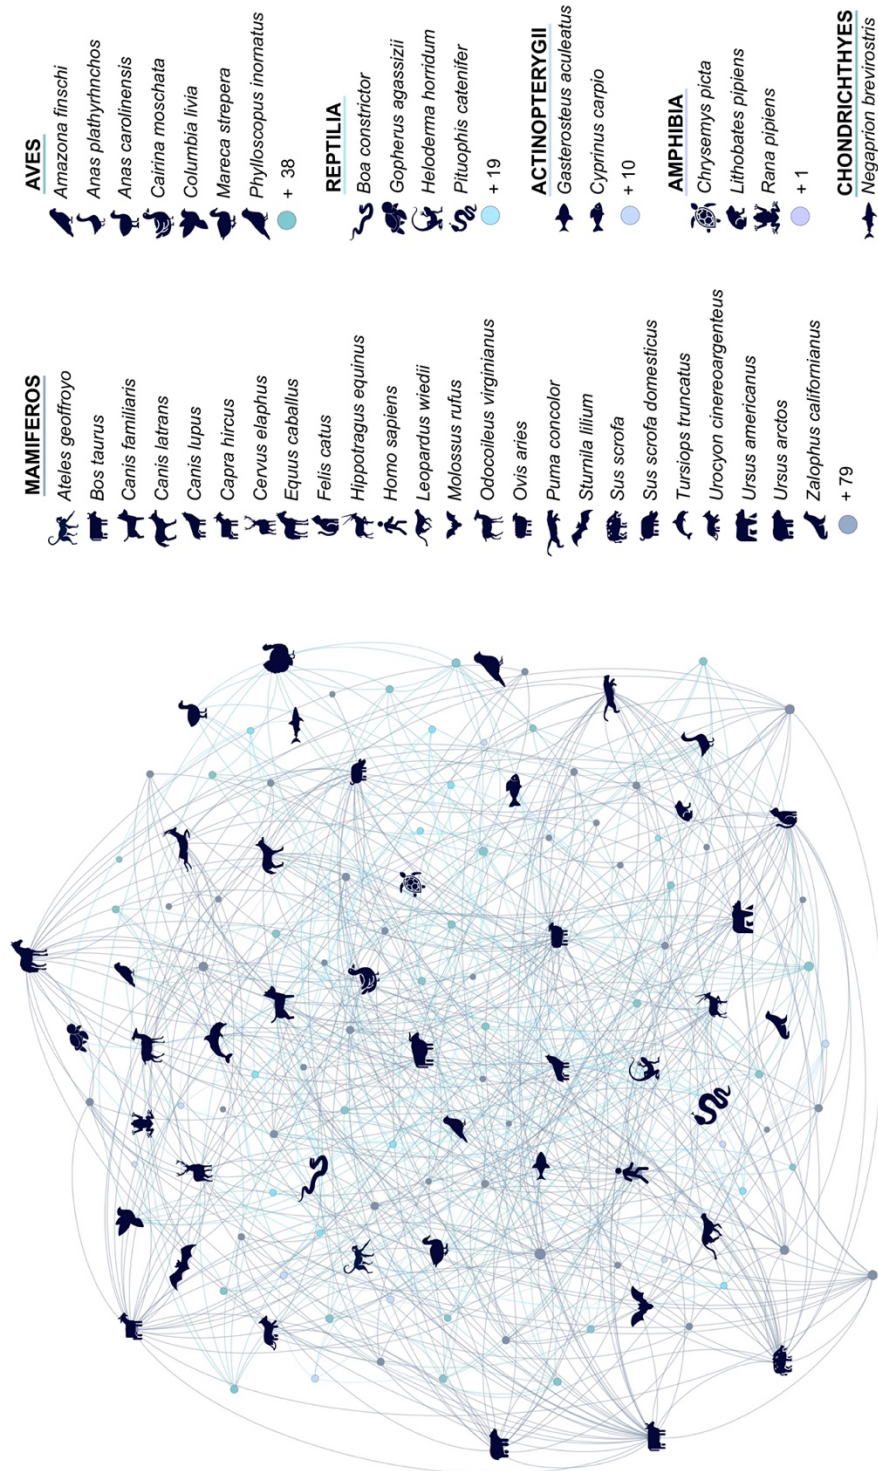 MAMIFEROS
Ateles geoffroyo
Bos taurus
Canis familiaris
Canis latrans
Canis lupus
Capra hircus
Cervus elaphus
Equus caballus
Felis catus
Hippotragus equinus
Homo sapiens
Leopardus wiedii
Molossus rufus
Odocoileus virginianus
Ovis aries
Puma concolor
Sturnila lilium
Sus scrofa
Sus scrofa domesticus
Tursiops truncatus
Urocyon cinereoargenteus
Ursus americanus
Ursus arctos
Zalophus californianus
+ 79
AVES
Amazona finschi
Anas plathyrhnchos
Anas carolinensis
Cairina moschata
Columbia livia
Mareca strepera
Phylloscopus inornatus
+ 38
REPTILIA
Boa constrictor
Gopherus agassizii
Heloderma horridum
Pituophis catenifer
+ 19
ACTINOPTERYGII
Gasterosteus aculeatus
Cyprinus carpio
+ 10
AMPHIBIA
Chrysemys picta
Lithobates pipiens
Rana pipiens
+ 1
CHONDRICHTHYES
Negaprion brevirostris